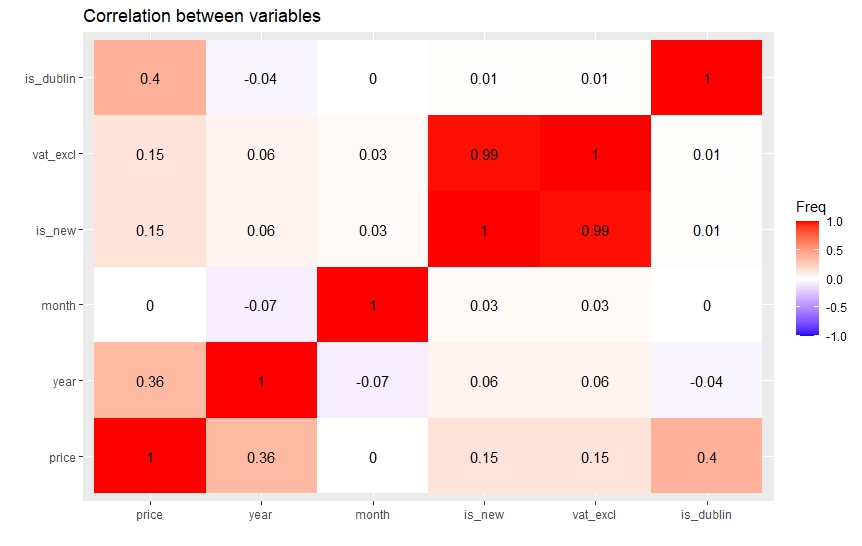 Correlation between variables
is_dublin 0.4 -0.04 0 0.01 0.01 1
vat_excl 0.15 0.06 0.03 0.99 1 0.01
is_new 0.15 0.06 0.03 1 0.99 0.01
month 0 -0.07 1 0.03 0.03 0
year 0.36 1 -0.07 0.06 0.06 -0.04
price 1 0.36 0 0.15 0.15 0.4
price year month is_new vat_excl is_dublin
Freq
1.0
0.5
0.0
-0.5
-1.0